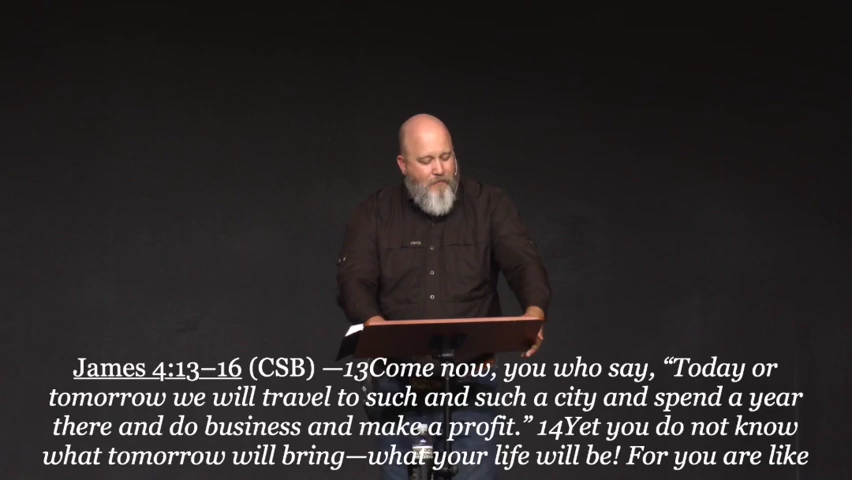 James 4:13–16 (CSB) —13Come now, you who say, “Today or
tomorrow we will travel to such and such a city and spend a year
there and do business and make a profit.” 14Yet you do not know
what tomorrow will bring—what your life will be! For you are like